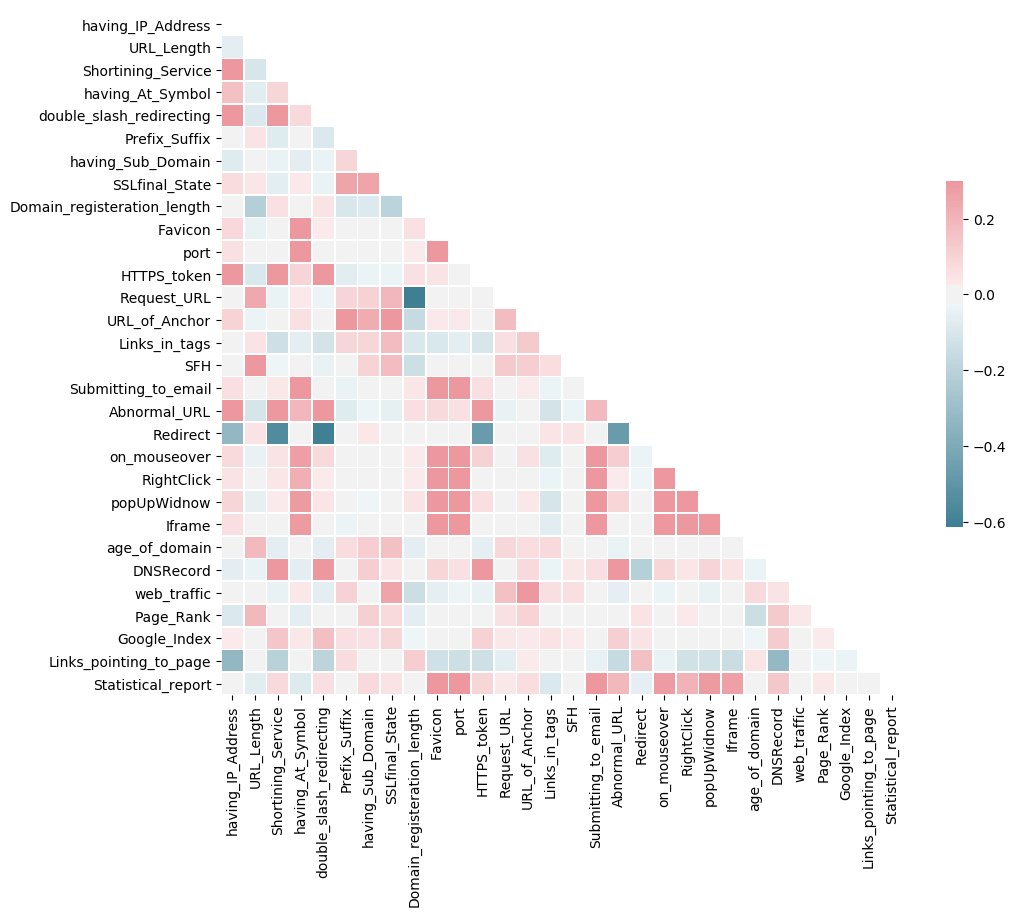 having_IP_Address
URL_Length
Shortining_Service
having_At_Symbol
double_slash_redirecting
Prefix_Suffix
having_Sub_Domain
SSLfinal_State
Domain_registeration_length
Favicon
port
HTTPS_token
Request_URL
URL_of_Anchor
Links_in_tags
SFH
Submitting_to_email
Abnormal_URL
Redirect
on_mouseover
RightClick
popUpWidnow
Iframe
age_of_domain
DNSRecord
web_traffic
Page_Rank
Google_Index
Links_pointing_to_page
Statistical_report
having_IP_Address
URL_Length
Shortining_Service
having_At_Symbol
double_slash_redirecting
Prefix_Suffix
having_Sub_Domain
SSLfinal_State
Domain_registeration_length
Favicon
port
HTTPS_token
Request_URL
URL_of_Anchor
Links_in_tags
SFH
Submitting_to_email
Abnormal_URL
Redirect
on_mouseover
RightClick
popUpWidnow
Iframe
age_of_domain
DNSRecord
web_traffic
Page_Rank
Google_Index
Links_pointing_to_page
Statistical_report
0.2
0.0
−0.2
−0.4
−0.6